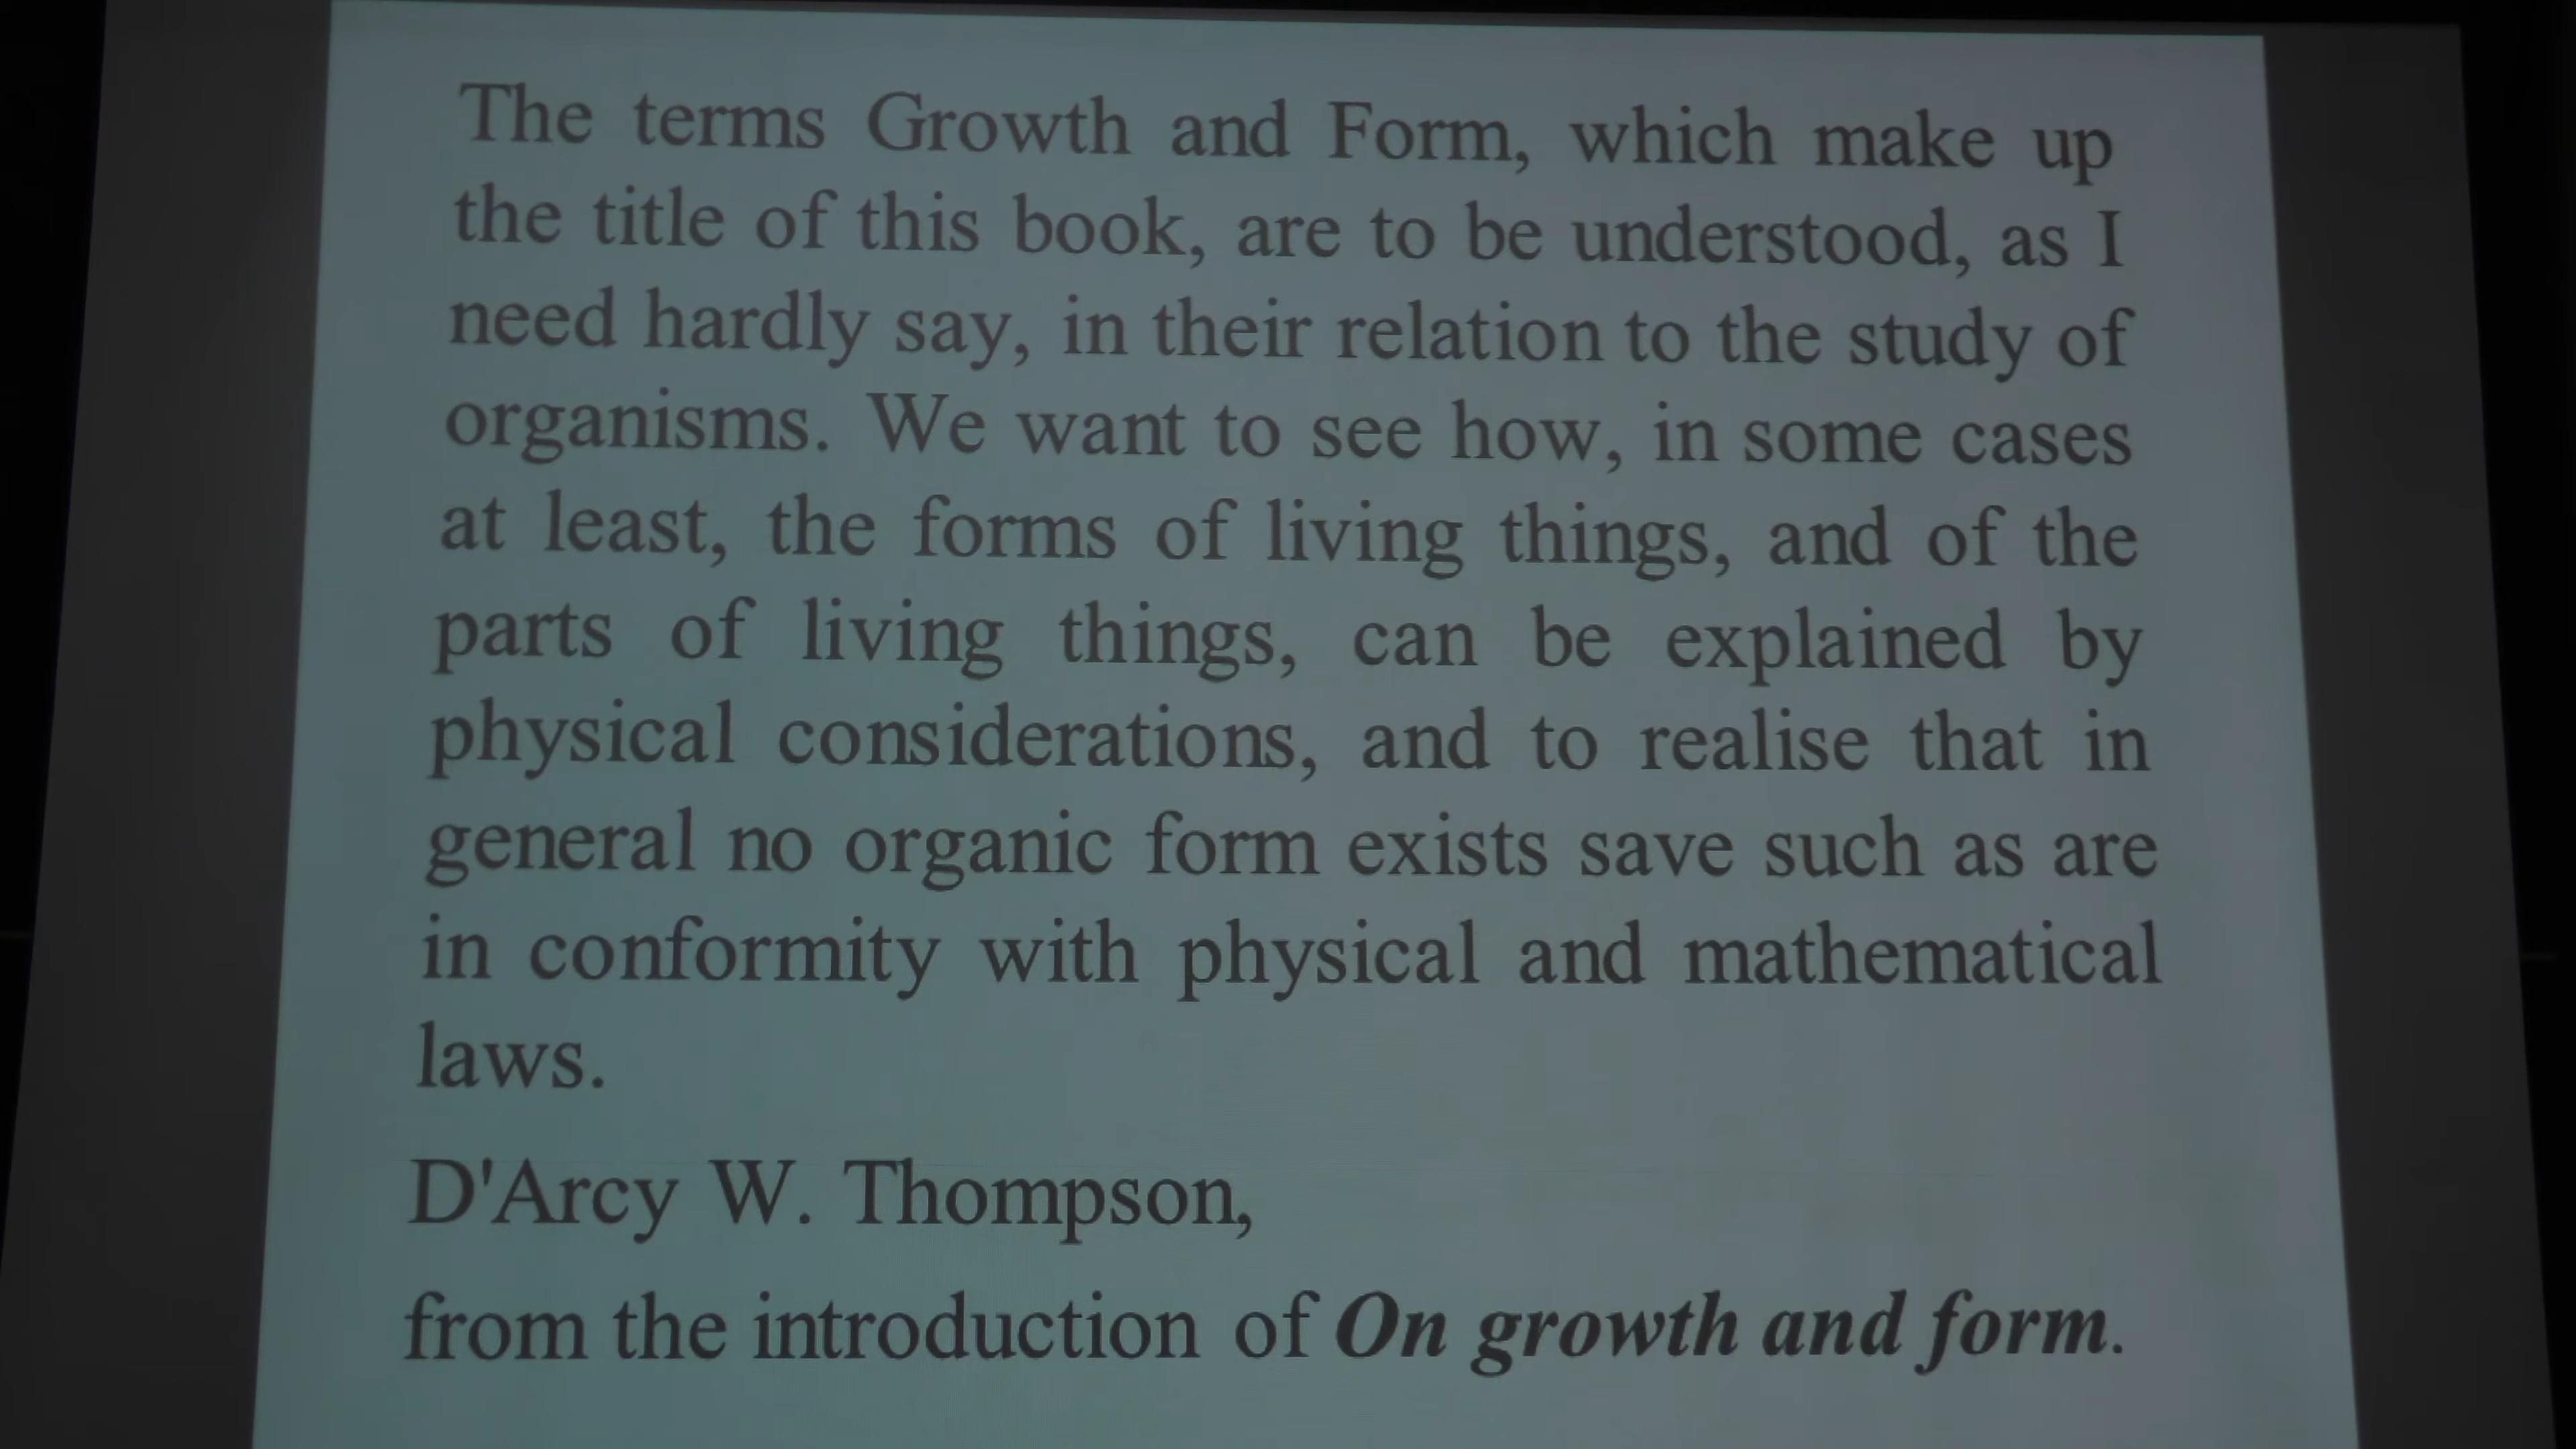 The terms Growth and Form, which make up
the title of this book, are to be understood, as I
need hardly say, in their relation to the study of
organisms. We want to see how, in some cases
at least, the forms of living things, and of the
parts of living things, can be explained by
physical considerations, and to realise that in
general no organic form exists save such as are
in conformity with physical and mathematical
laws.
D'Arcy W. Thompson,
from the introduction of On growth and form.